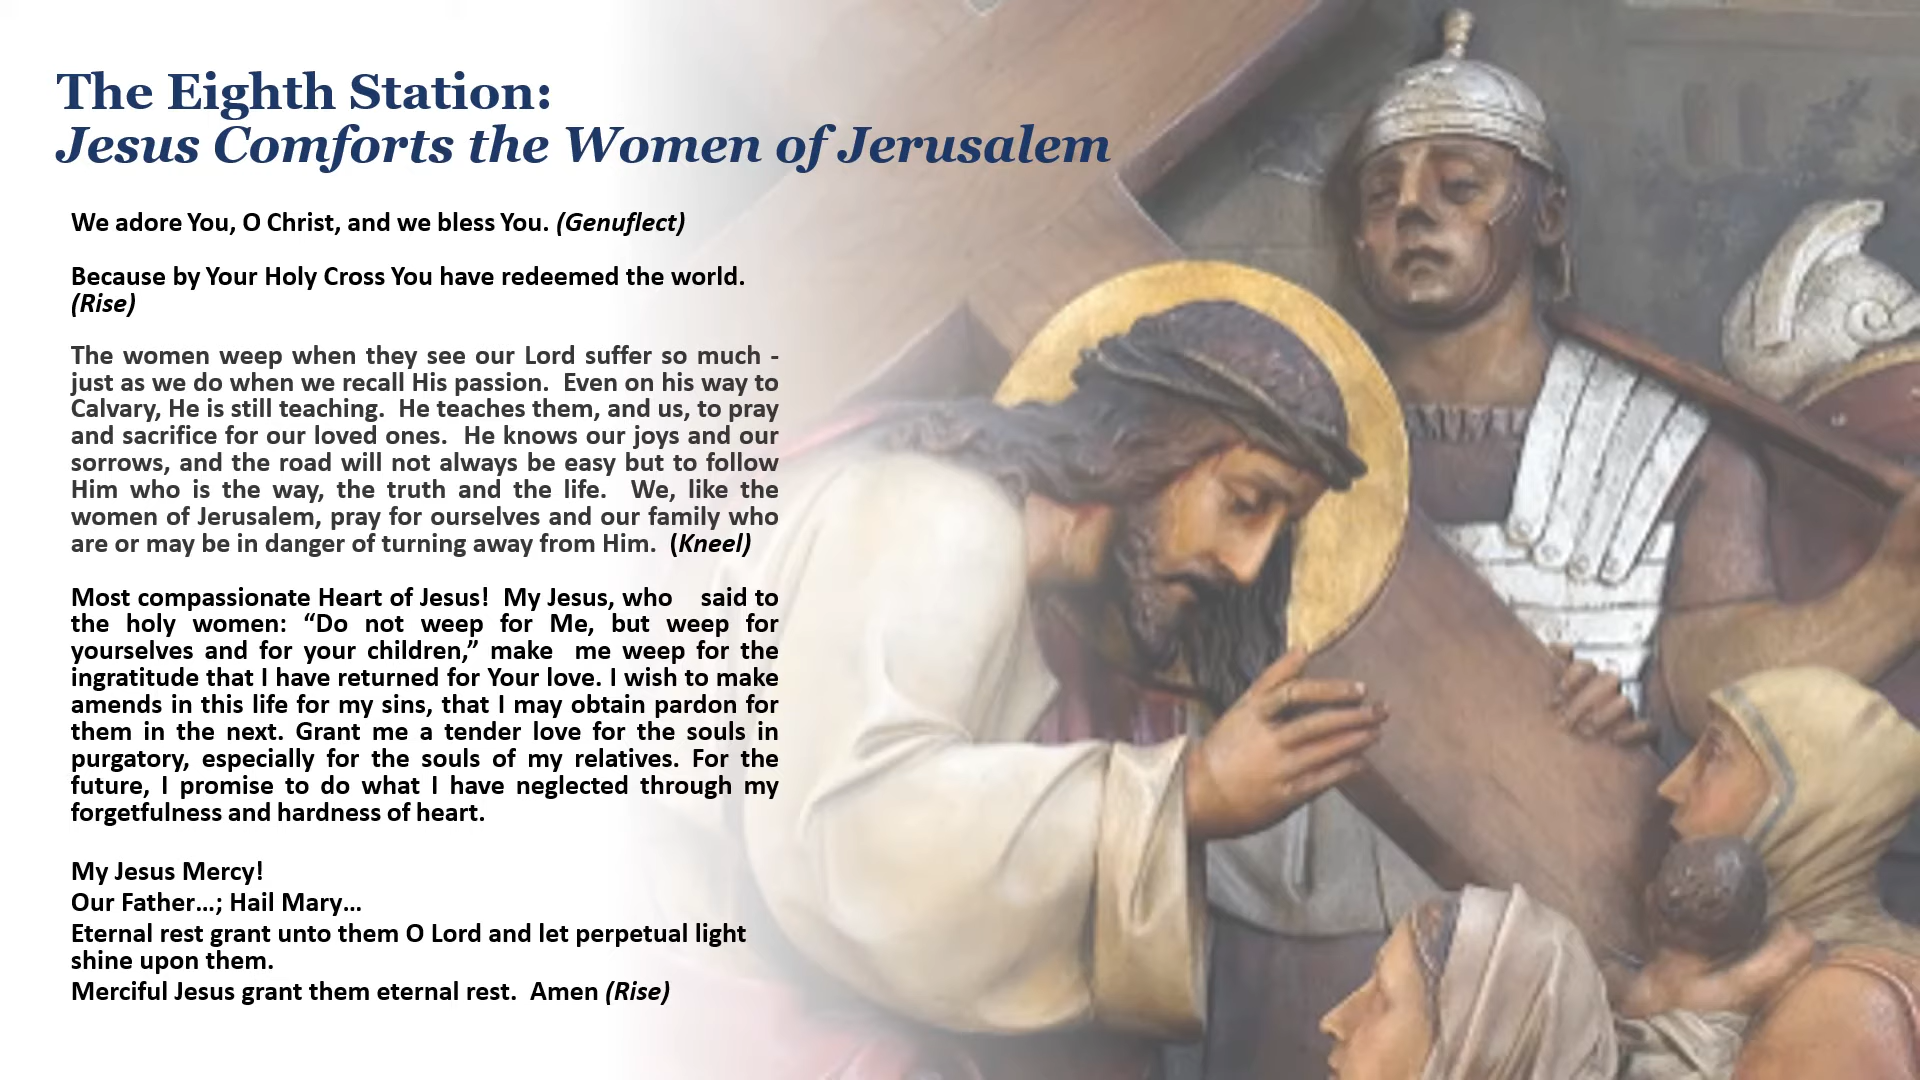 The Eighth Station:
Jesus Comforts the Women of Jerusalem
We adore You, O Christ, and we bless You. (Genuflect)
Because by Your Holy Cross You have redeemed the world.
(Rise)
The women weep when they see our Lord suffer so much -
just as we do when we recall His passion.  Even on his way to
Calvary, He is still teaching.  He teaches them, and us, to pray
and sacrifice for our loved ones.  He knows our joys and our
sorrows, and the road will not always be easy but to follow
Him who is the way, the truth and the life.  We, like the
women of Jerusalem, pray for ourselves and our family who
are or may be in danger of turning away from Him.  (Kneel)
Most compassionate Heart of Jesus!  My Jesus, who   said to
the holy women: “Do not weep for Me, but weep for
yourselves and for your children,” make  me weep for the
ingratitude that I have returned for Your love. I wish to make
amends in this life for my sins, that I may obtain pardon for
them in the next. Grant me a tender love for the souls in
purgatory, especially for the souls of my relatives. For the
future, I promise to do what I have neglected through my
forgetfulness and hardness of heart.
My Jesus Mercy!
Our Father…; Hail Mary…
Eternal rest grant unto them O Lord and let perpetual light
shine upon them.
Merciful Jesus grant them eternal rest.  Amen (Rise)